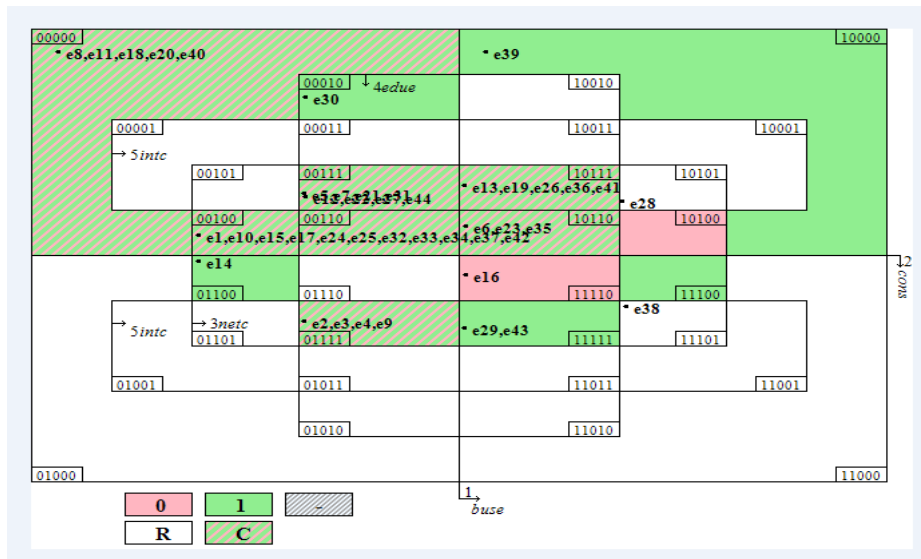 00000 10000
e8,e11,e18,e20,e40 e39
00010 4edue 10010
e30
00001 00011 10011 10001
5intc
00101 00111 10111 10101
e13,e19,e26,e36,e41
e28
00100 00110 10110 10100
e6,e23,e35
e1,e10,e15,e17,e24,e25,e32,e33,e34,e37,e42
e14 2
cons
e16
01100 01110 11110 11100
e38
5intc 3netc e2,e3,e4,e9 e29,e43
01101 01111 11111 11101
01001 01011 11011 11001
01010 11010
01000 11000
1
buse
0 1 -
R C